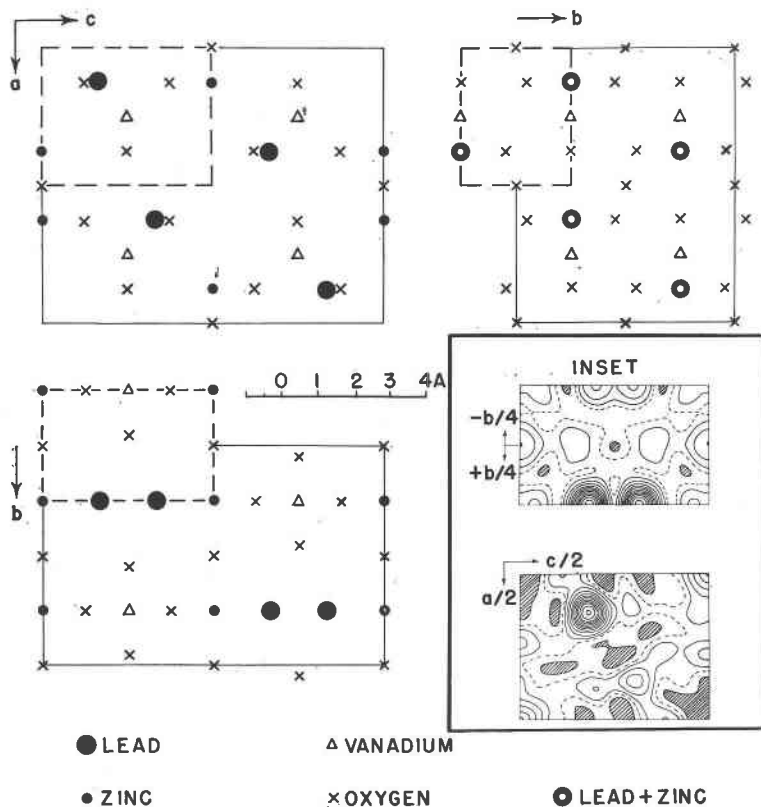 c
a
b
0 1 2 3 4A
b
INSET
-b/4
+b/4
c/2
a/2
LEAD
VANADIUM
ZINC
OXYGEN
LEAD+ZINC